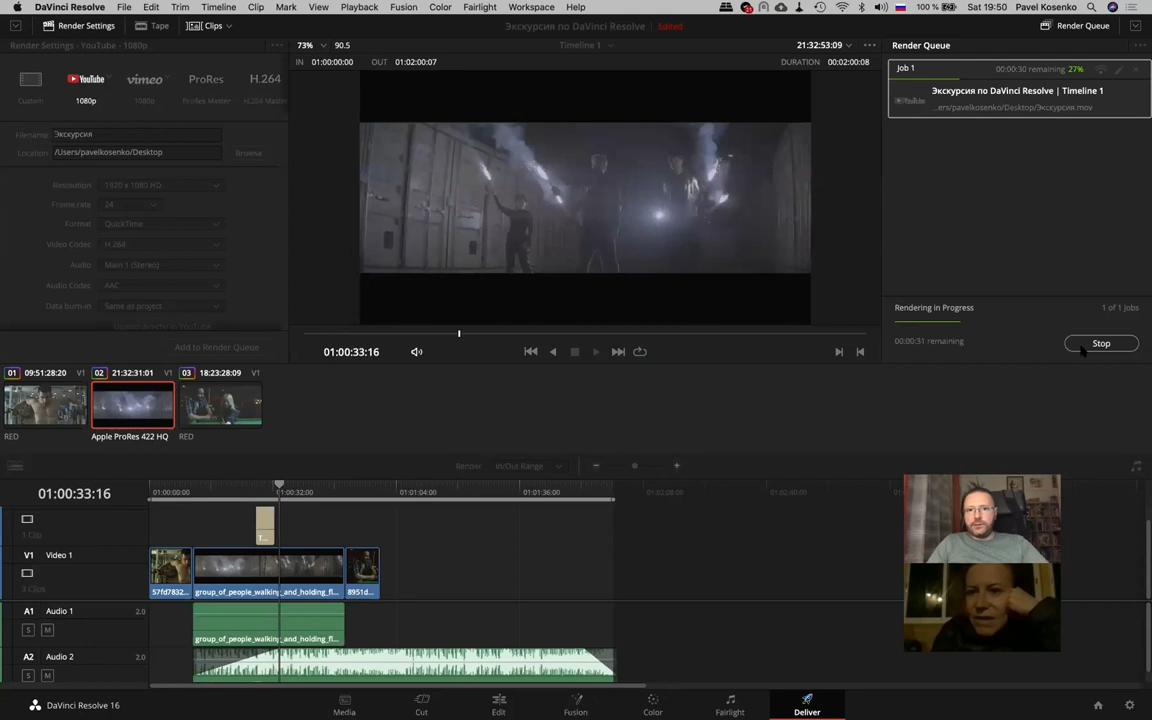 DaVinci Resolve File Edit Trim Timeline Clip Mark View Playback Fusion Color Fairlight Workspace Help 100 % Sat 19:50 Pavel Kosenko
Render Settings Tape Clips Экскурсия по DaVinci Resolve Edited Render Queue
Render Settings - YouTube - 1080p 73% 90.5 Timeline 1 21:32:53:09 Render Queue
IN 01:00:00:00 OUT 01:02:00:07 DURATION 00:02:00:08
Job 1 00:00:30 remaining 27%
YouTube vimeo ProRes H.264
Custom 1080p 1080p ProRes Master H.264 Master
Экскурсия по DaVinci Resolve | Timeline 1
YouTube ...ers/pavelkosenko/Desktop/Экскурсия.mov
Filename Экскурсия
Location /Users/pavelkosenko/Desktop Browse
Resolution 1920 x 1080 HD
Frame rate 24
Format QuickTime
Video Codec H.264
Audio Main 1 (Stereo)
Audio Codec AAC
Data burn-in Same as project
Upload directly to YouTube
Add to Render Queue
Rendering in Progress 1 of 1 Jobs
00:00:31 remaining Stop
01:00:33:16
01 09:51:28:20 V1 02 21:32:31:01 V1 03 18:23:28:09 V1
RED Apple ProRes 422 HQ RED
Render In/Out Range
01:00:33:16 01:00:00:00 01:00:32:00 01:01:04:00 01:01:36:00 01:02:08:00 01:02:40:00
1 Clip T...
V1 Video 1
3 Clips 57fd7832... group_of_people_walking_and_holding_fl... 8951d...
A1 Audio 1 2.0
S M group_of_people_walking_and_holding_fl...
A2 Audio 2 2.0
S M
DaVinci Resolve 16 Media Cut Edit Fusion Color Fairlight Deliver